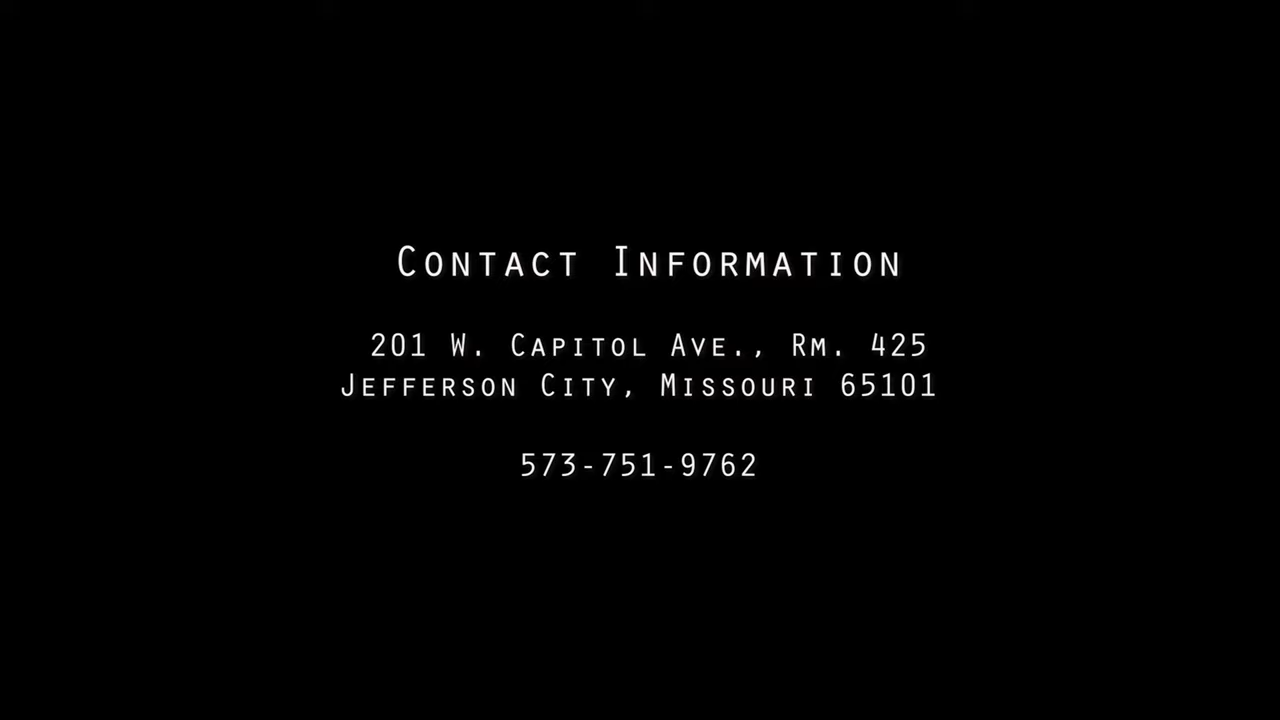 Contact Information
201 W. Capitol Ave., Rm. 425
Jefferson City, Missouri 65101
573-751-9762